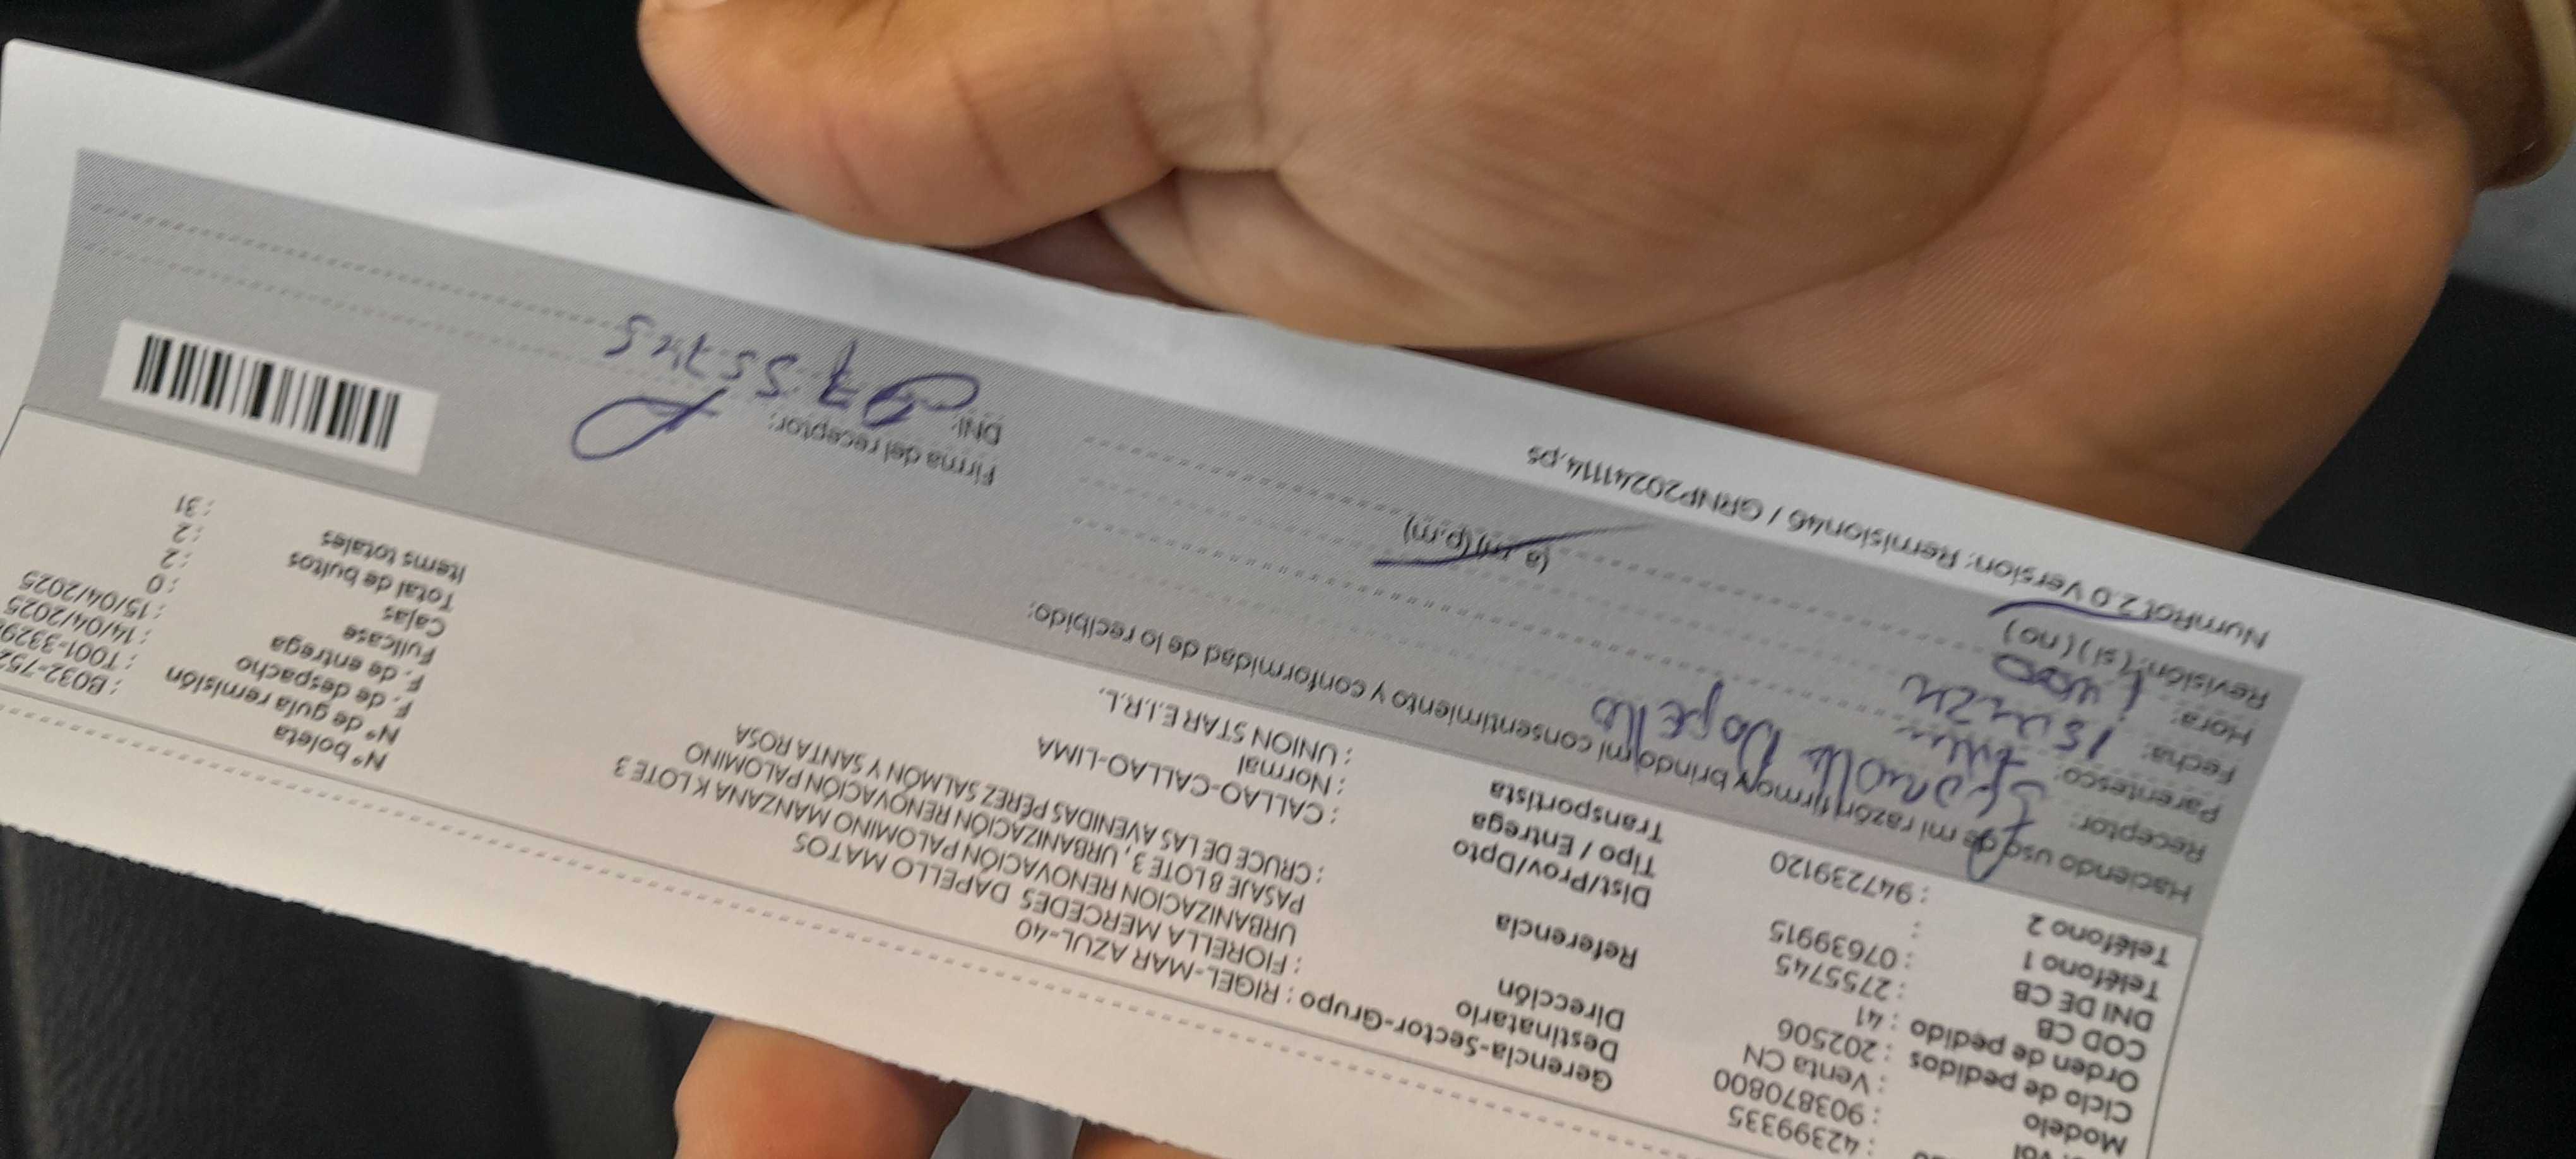 : 42399335
: 903870800
Modelo : Venta CN
Ciclo de pedidos : 202506
Orden de pedido : 41
COD CB : 2755745
DNI DE CB : 07639915
Teléfono 1 :
Teléfono 2 : 947239120
Gerencia-Sector-Grupo : RIGEL-MAR AZUL-40
Destinatario : FIORELLA MERCEDES DAPELLO MATOS
Dirección URBANIZACION RENOVACIÓN PALOMINO MANZANA K LOTE 3
PASAJE 8 LOTE 3, URBANIZACIÓN RENOVACIÓN PALOMINO
Referencia : CRUCE DE LAS AVENIDAS PÉREZ SALMÓN Y SANTA ROSA
Dist/Prov/Dpto : CALLAO-CALLAO-LIMA
Tipo / Entrega : Normal
Transportista : UNION STAR E.I.R.L.
N° boleta : B032-752
N° de guía remisión : T001-3329
F. de despacho : 14/04/2025
F. de entrega : 15/04/2025
Fullcase : 0
Cajas : 2
Total de bultos : 2
Items totales : 31
Haciendo uso de mi razón firmo y brindo mi consentimiento y conformidad de lo recibido:
Receptor: Dapello
Parentesco:
Fecha:
Hora: (a.m) (p.m)
Revisión: (si) (no)
Firma del receptor:
DNI:
NumRot 2.0 Version: Remision46 / GRNP20241114.ps